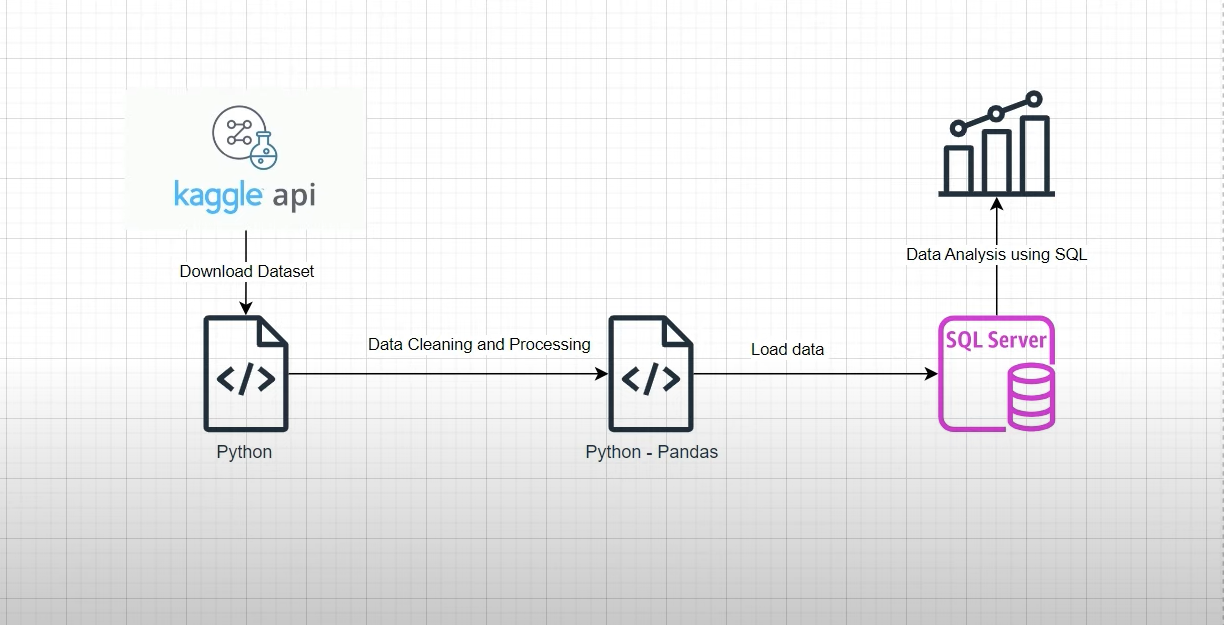 kaggle api
Download Dataset
Python
Data Cleaning and Processing
Python - Pandas
Load data
SQL Server
Data Analysis using SQL